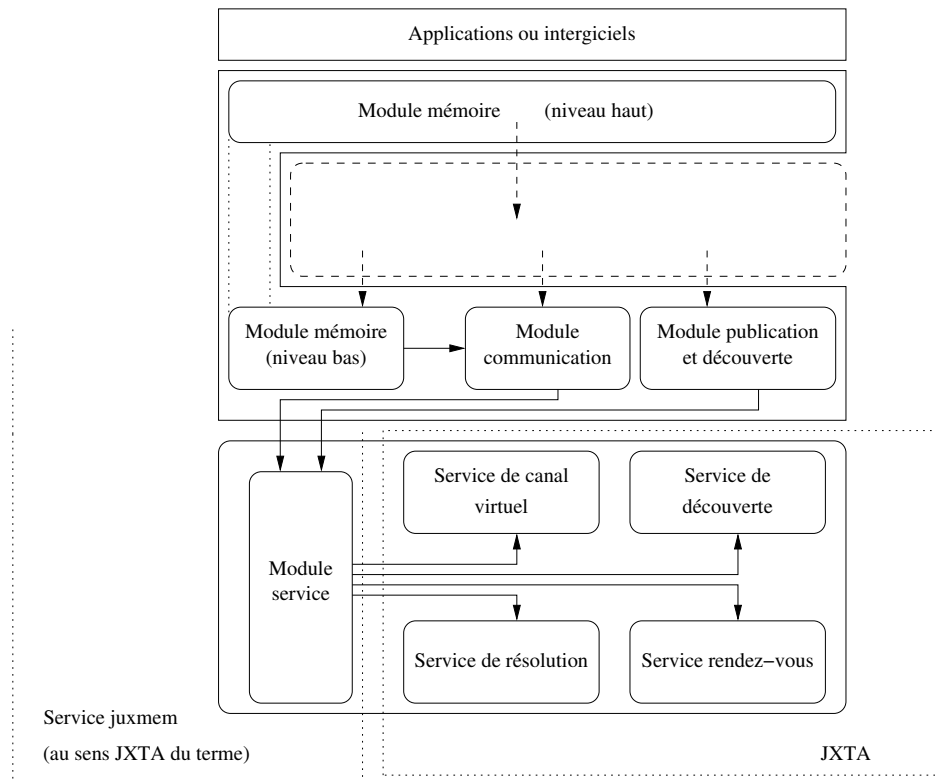 Applications ou intergiciels
Module mémoire (niveau haut)
Module mémoire
(niveau bas)
Module
communication
Module publication
et découverte
Service de canal
virtuel
Service de
découverte
Module
service
Service de résolution
Service rendez−vous
Service juxmem
(au sens JXTA du terme)
JXTA